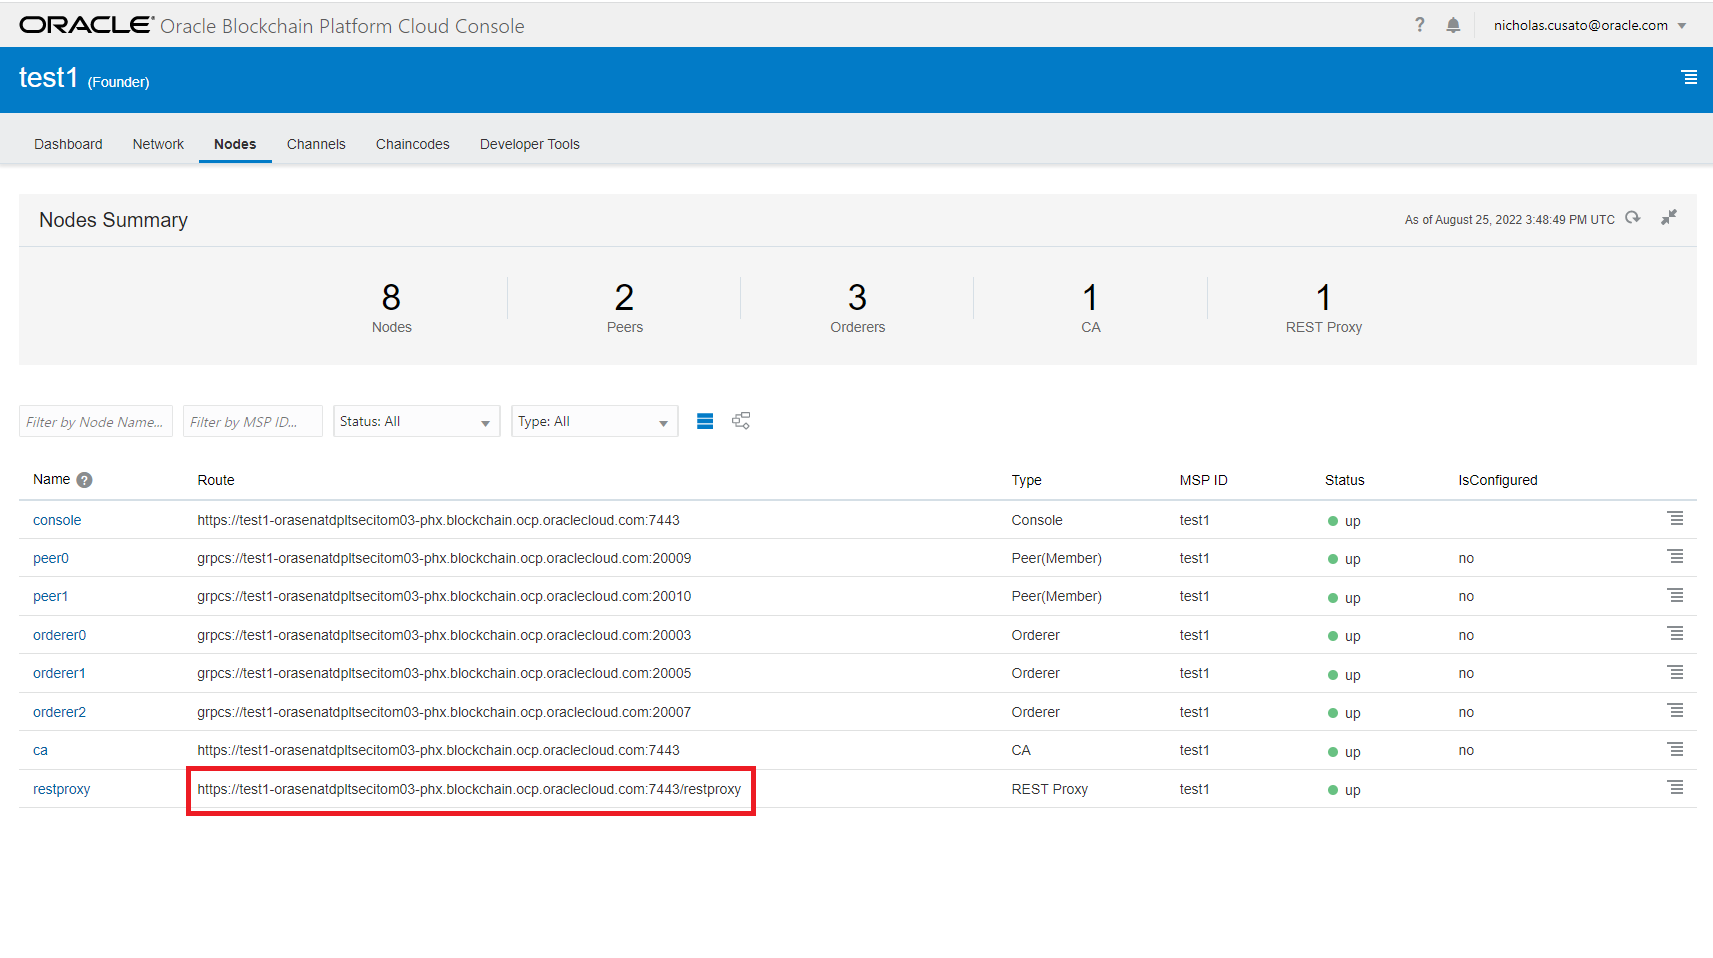 ORACLE® Oracle Blockchain Platform Cloud Console ? nicholas.cusato@oracle.com
test1 (Founder)
Dashboard Network Nodes Channels Chaincodes Developer Tools
Nodes Summary As of August 25, 2022 3:48:49 PM UTC
8 2 3 1 1
Nodes Peers Orderers CA REST Proxy
Filter by Node Name... Filter by MSP ID... Status: All Type: All
Name ? Route Type MSP ID Status IsConfigured
console https://test1-orasenatdpltsecitom03-phx.blockchain.ocp.oraclecloud.com:7443 Console test1 up
peer0 grpcs://test1-orasenatdpltsecitom03-phx.blockchain.ocp.oraclecloud.com:20009 Peer(Member) test1 up no
peer1 grpcs://test1-orasenatdpltsecitom03-phx.blockchain.ocp.oraclecloud.com:20010 Peer(Member) test1 up no
orderer0 grpcs://test1-orasenatdpltsecitom03-phx.blockchain.ocp.oraclecloud.com:20003 Orderer test1 up no
orderer1 grpcs://test1-orasenatdpltsecitom03-phx.blockchain.ocp.oraclecloud.com:20005 Orderer test1 up no
orderer2 grpcs://test1-orasenatdpltsecitom03-phx.blockchain.ocp.oraclecloud.com:20007 Orderer test1 up no
ca https://test1-orasenatdpltsecitom03-phx.blockchain.ocp.oraclecloud.com:7443 CA test1 up no
restproxy https://test1-orasenatdpltsecitom03-phx.blockchain.ocp.oraclecloud.com:7443/restproxy REST Proxy test1 up